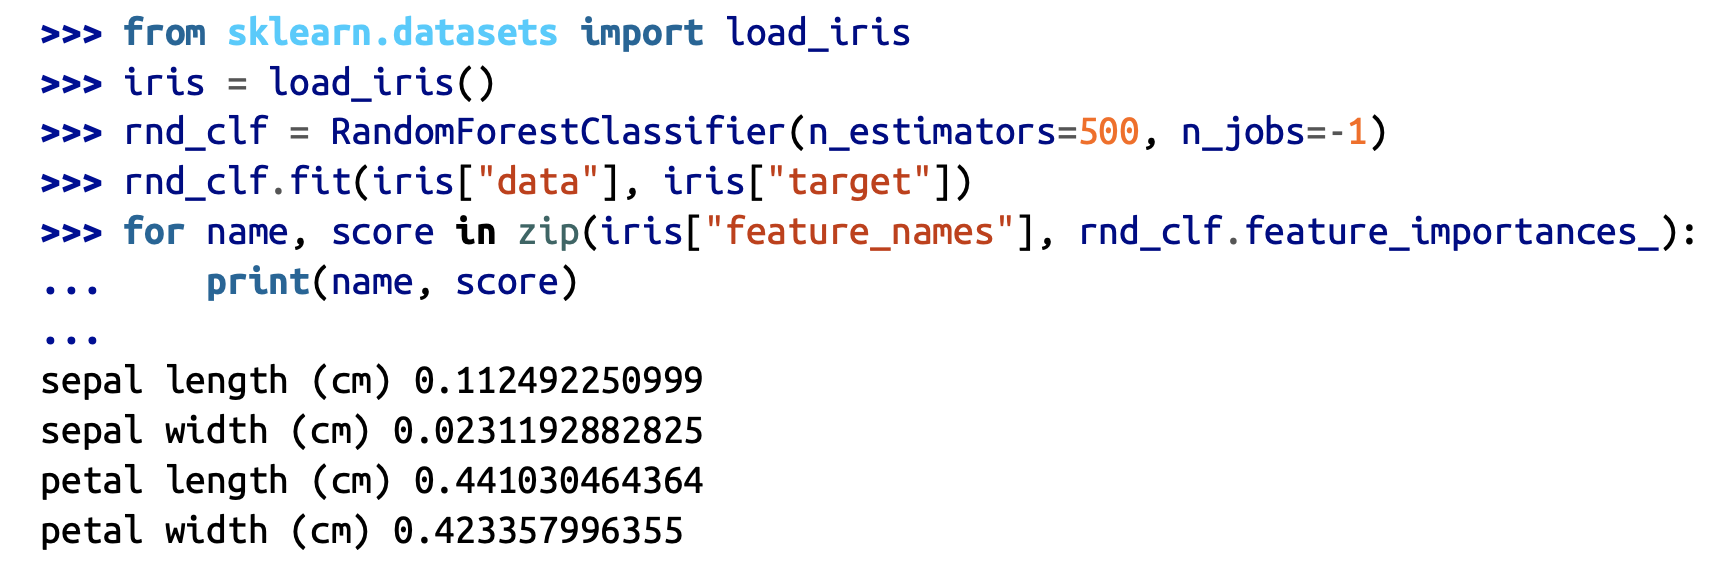 >>> from sklearn.datasets import load_iris
>>> iris = load_iris()
>>> rnd_clf = RandomForestClassifier(n_estimators=500, n_jobs=-1)
>>> rnd_clf.fit(iris["data"], iris["target"])
>>> for name, score in zip(iris["feature_names"], rnd_clf.feature_importances_):
...     print(name, score)
...
sepal length (cm) 0.112492250999
sepal width (cm) 0.0231192882825
petal length (cm) 0.441030464364
petal width (cm) 0.423357996355